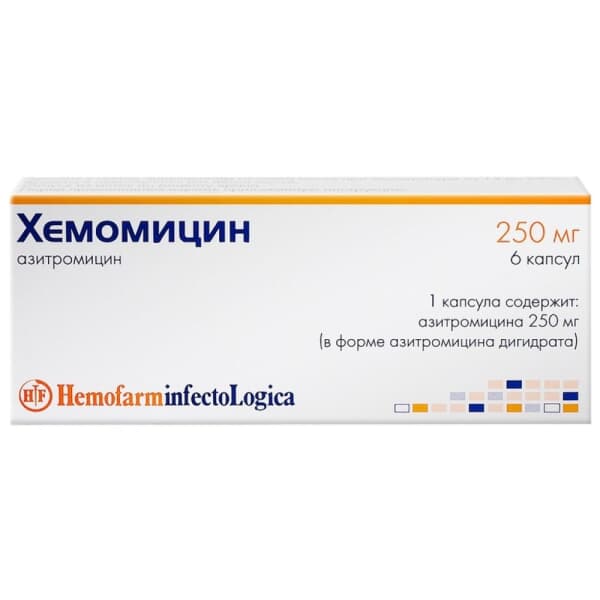 Хемомицин
азитромицин
250 мг
6 капсул
1 капсула содержит:
азитромицина 250 мг
(в форме азитромицина дигидрата)
HF HemofarminfectoLogica